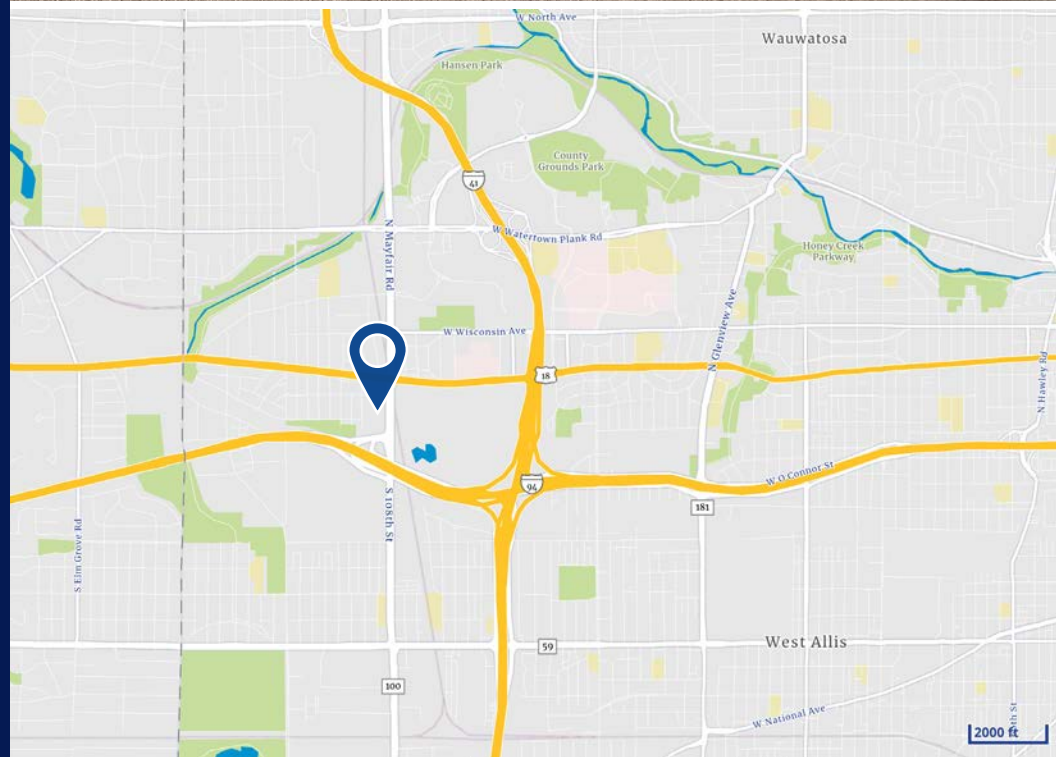 W North Ave
Wauwatosa
Hansen Park
County
Grounds Park
41
N Mayfair Rd
W Watertown Plank Rd
Honey Creek
Parkway
W Wisconsin Ave
N Glenview Ave
18
N Hawley Rd
W O Connor St
94
181
S 108th St
S Elm Grove Rd
59
West Allis
100
W National Ave
2000 ft